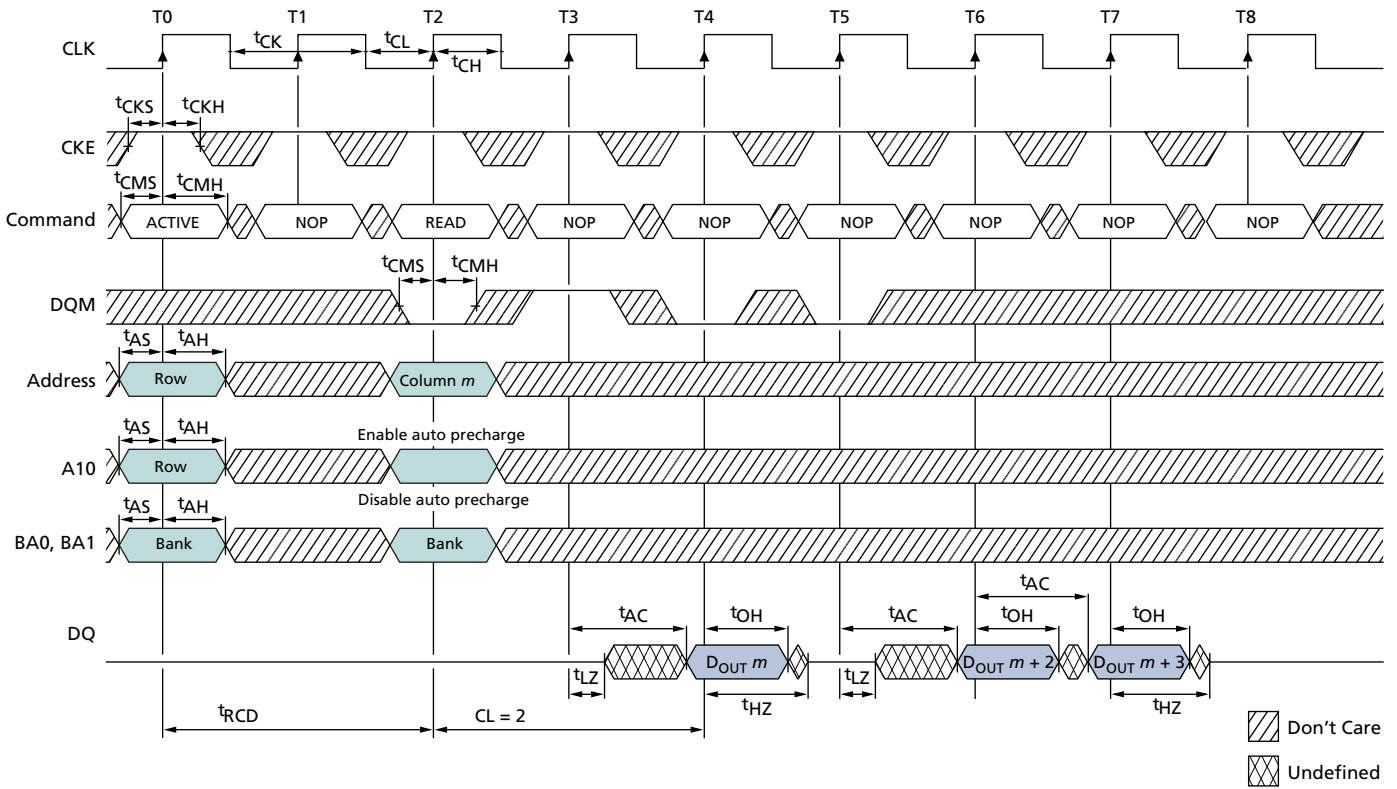 T0 T1 T2 T3 T4 T5 T6 T7 T8
CLK
tCK tCL
tCH
tCKS tCKH
CKE
tCMS tCMH
Command ACTIVE NOP READ NOP NOP NOP NOP NOP NOP
tCMS tCMH
DQM
tAS tAH
Address Row Column m
tAS tAH Enable auto precharge
A10 Row
Disable auto precharge
tAS tAH
BA0, BA1 Bank Bank
tAC
tAC tOH tAC tOH tOH
DQ
DOUT m DOUT m + 2 DOUT m + 3
tLZ tLZ
tHZ tHZ
tRCD CL = 2
Don't Care
Undefined